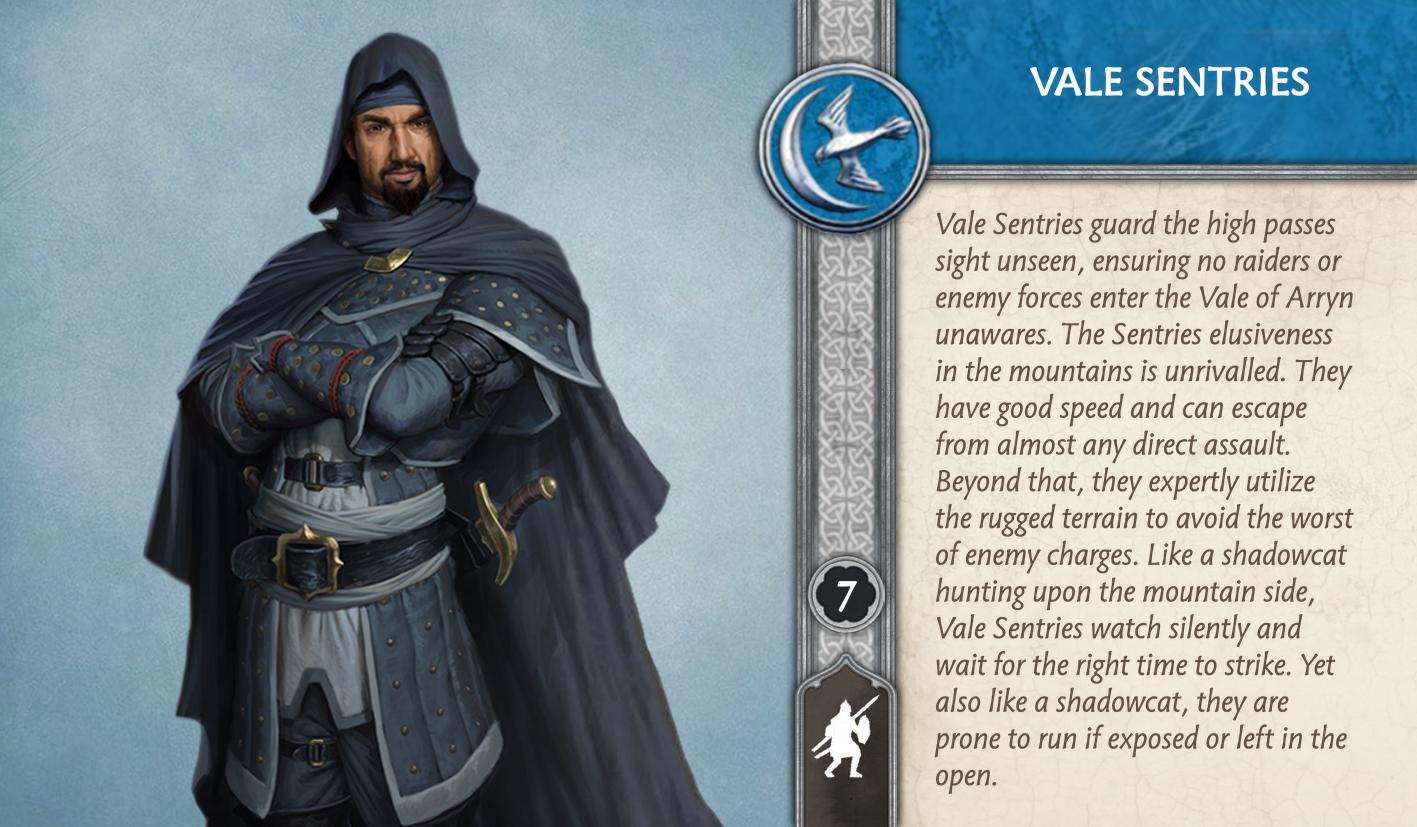 VALE SENTRIES
Vale Sentries guard the high passes
sight unseen, ensuring no raiders or
enemy forces enter the Vale of Arryn
unawares. The Sentries elusiveness
in the mountains is unrivalled. They
have good speed and can escape
from almost any direct assault.
Beyond that, they expertly utilize
the rugged terrain to avoid the worst
of enemy charges. Like a shadowcat
hunting upon the mountain side,
Vale Sentries watch silently and
wait for the right time to strike. Yet
also like a shadowcat, they are
prone to run if exposed or left in the
open.
7